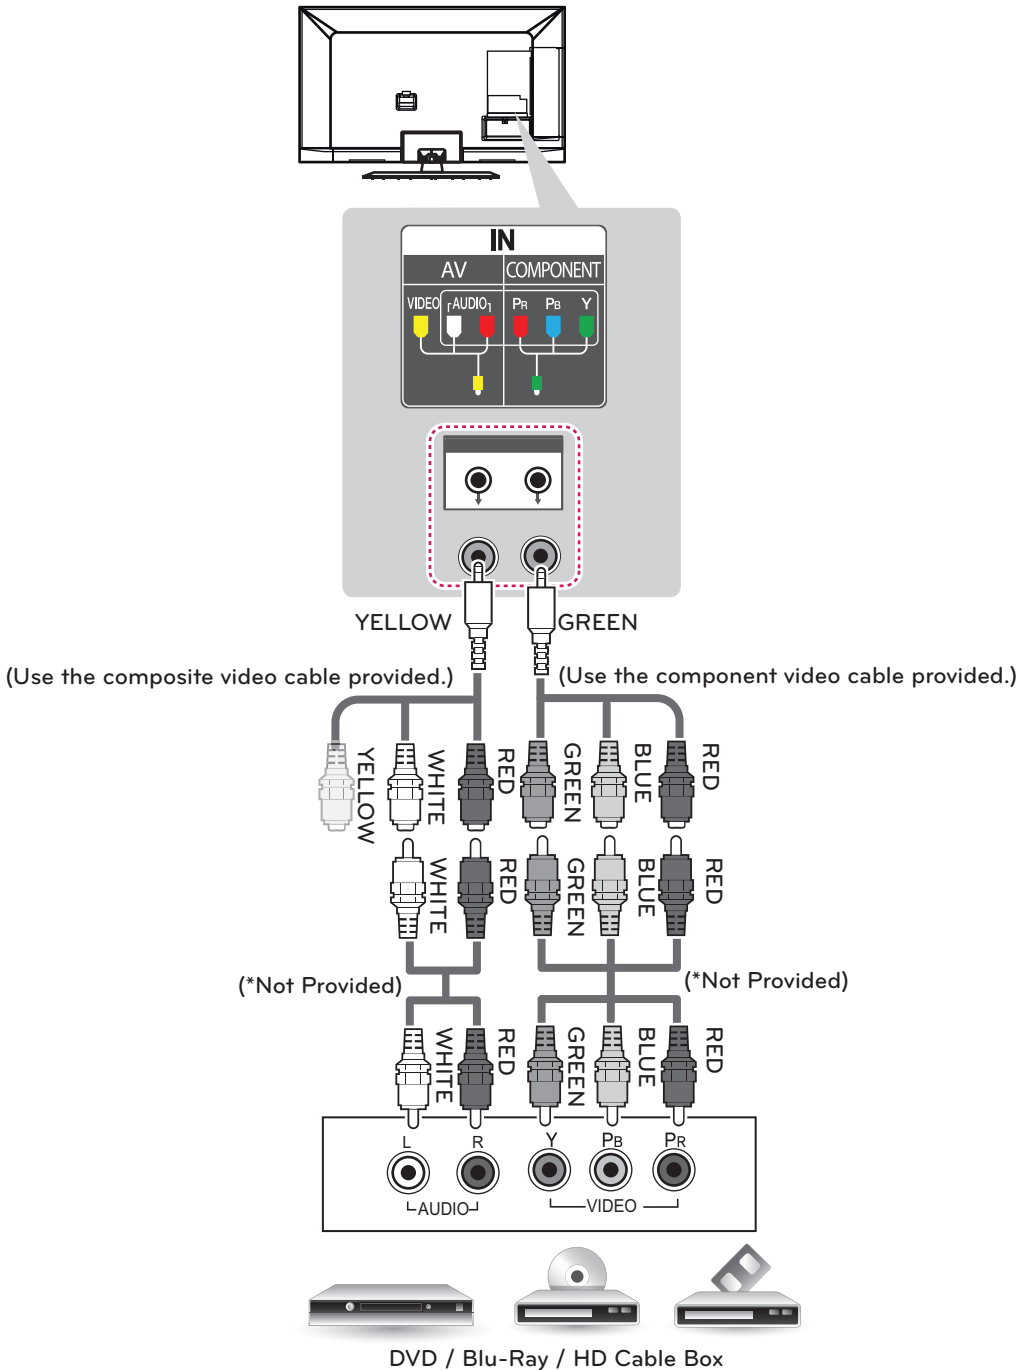 IN
AV COMPONENT
VIDEO ┌AUDIO┐ PR PB Y
YELLOW GREEN
(Use the composite video cable provided.) (Use the component video cable provided.)
YELLOW WHITE RED GREEN BLUE RED
WHITE RED GREEN BLUE RED
(*Not Provided) (*Not Provided)
WHITE RED GREEN BLUE RED
L R Y PB PR
└AUDIO┘ └VIDEO┘
DVD / Blu-Ray / HD Cable Box